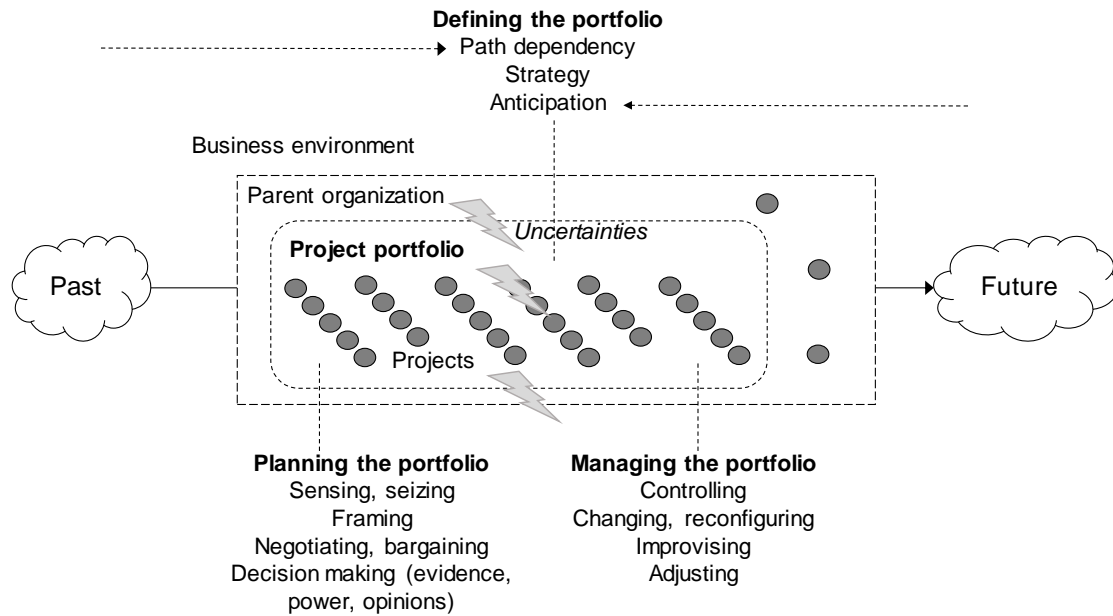 Defining the portfolio
Path dependency
Strategy
Anticipation
Business environment
Parent organization
Uncertainties
Project portfolio
Past
Future
Projects
Planning the portfolio
Sensing, seizing
Framing
Negotiating, bargaining
Decision making (evidence,
power, opinions)
Managing the portfolio
Controlling
Changing, reconfiguring
Improvising
Adjusting